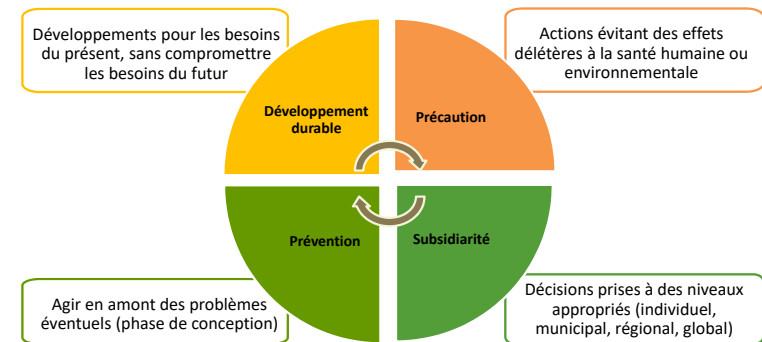 Développements pour les besoins
du présent, sans compromettre
les besoins du futur
Actions évitant des effets
délétères à la santé humaine ou
environnementale
Développement
durable
Précaution
Prévention
Subsidiarité
Agir en amont des problèmes
éventuels (phase de conception)
Décisions prises à des niveaux
appropriés (individuel,
municipal, régional, global)